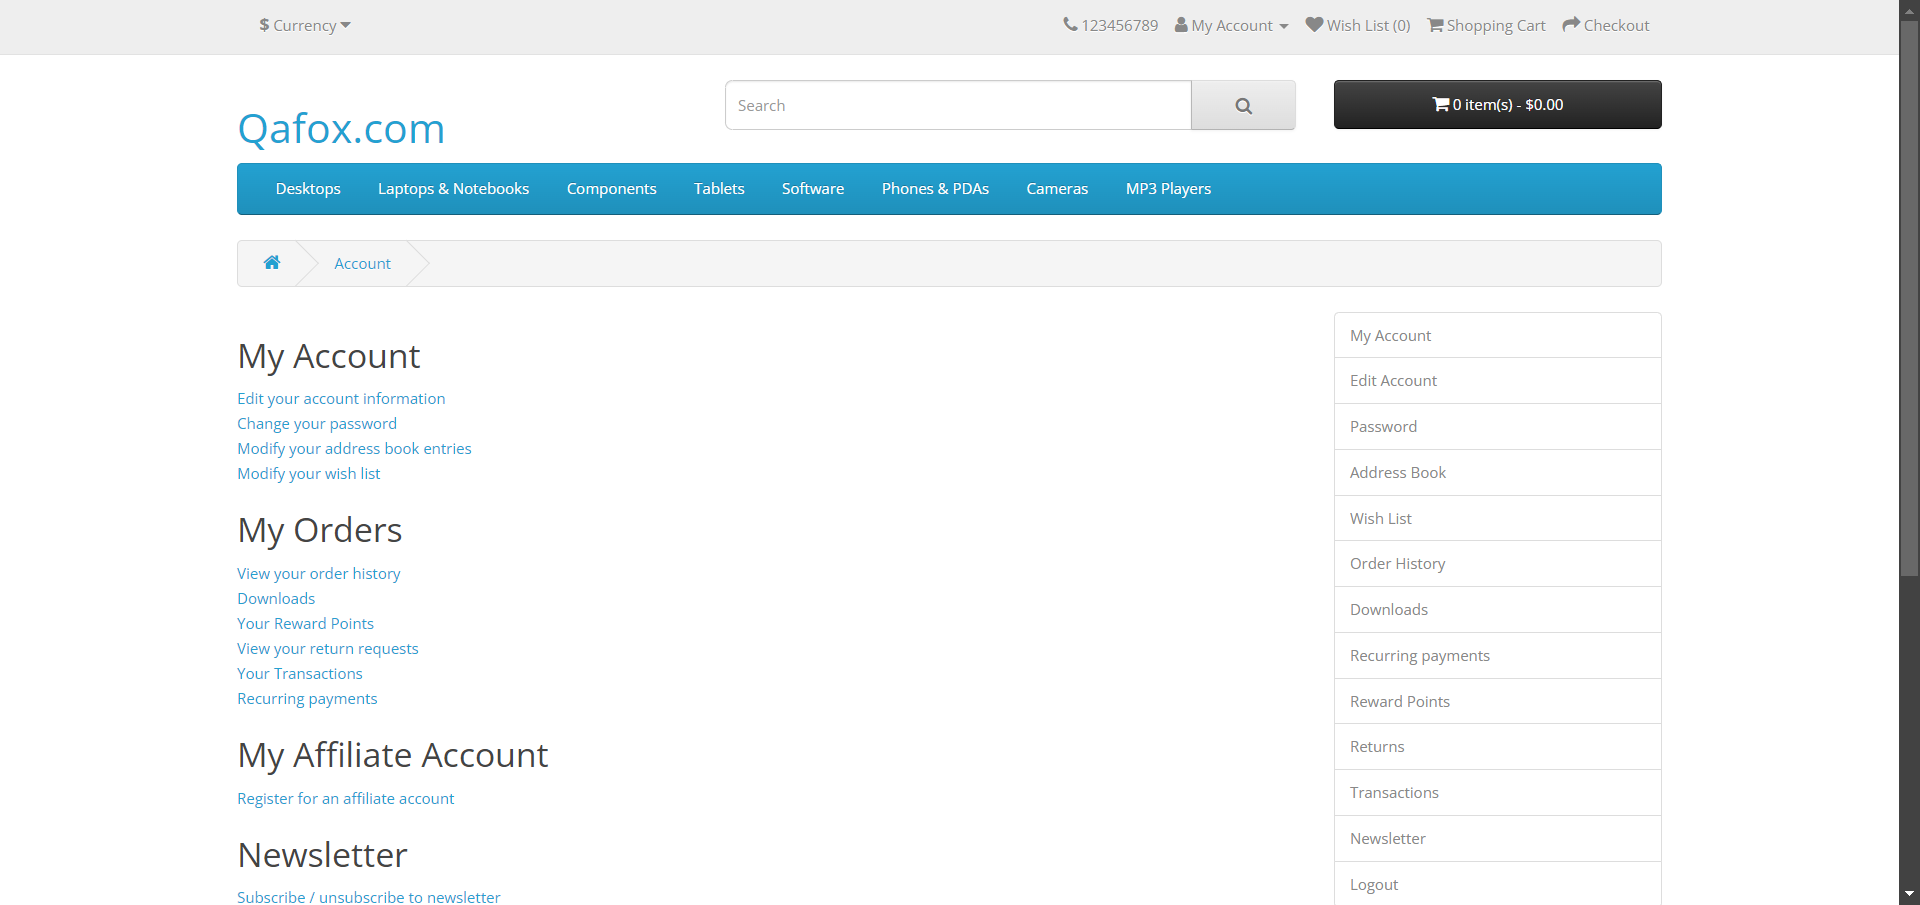 $ Currency
123456789 My Account Wish List (0) Shopping Cart Checkout
Qafox.com
Search
0 item(s) - $0.00
Desktops Laptops & Notebooks Components Tablets Software Phones & PDAs Cameras MP3 Players
Account
My Account
Edit your account information
Change your password
Modify your address book entries
Modify your wish list
My Orders
View your order history
Downloads
Your Reward Points
View your return requests
Your Transactions
Recurring payments
My Affiliate Account
Register for an affiliate account
Newsletter
Subscribe / unsubscribe to newsletter
My Account
Edit Account
Password
Address Book
Wish List
Order History
Downloads
Recurring payments
Reward Points
Returns
Transactions
Newsletter
Logout